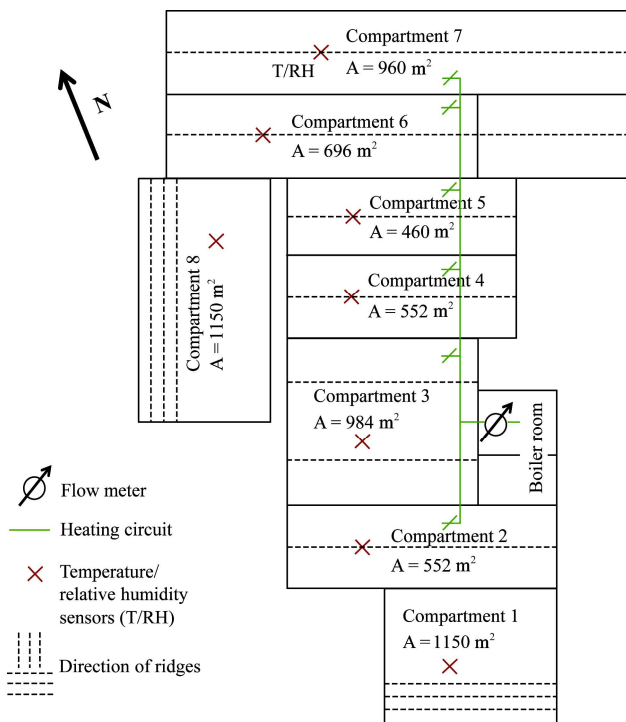 Compartment 7
T/RH
A = 960 m²
N
Compartment 6
A = 696 m²
Compartment 5
A = 460 m²
Compartment 4
A = 552 m²
Compartment 8
A = 1150 m²
Compartment 3
A = 984 m²
Boiler room
Compartment 2
A = 552 m²
Compartment 1
A = 1150 m²
Flow meter
Heating circuit
Temperature/
relative humidity
sensors (T/RH)
Direction of ridges